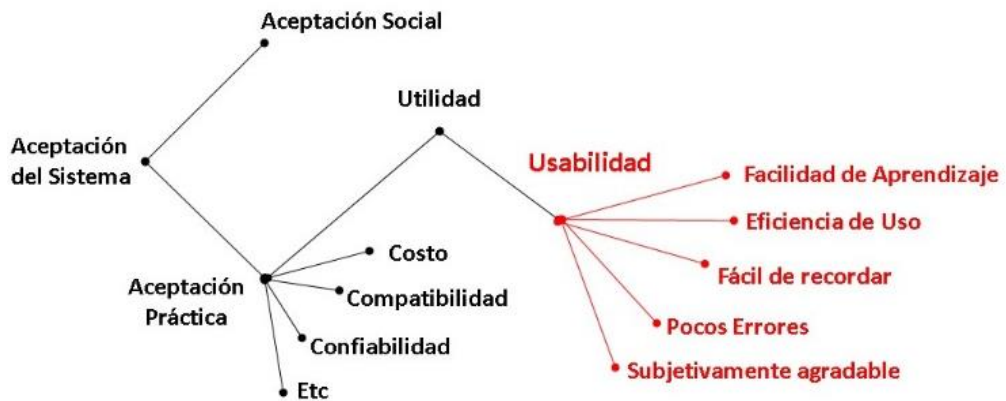 Aceptación Social
Utilidad
Aceptación
del Sistema
Usabilidad
Facilidad de Aprendizaje
Eficiencia de Uso
Fácil de recordar
Pocos Errores
Subjetivamente agradable
Costo
Aceptación
Práctica
Compatibilidad
Confiabilidad
Etc